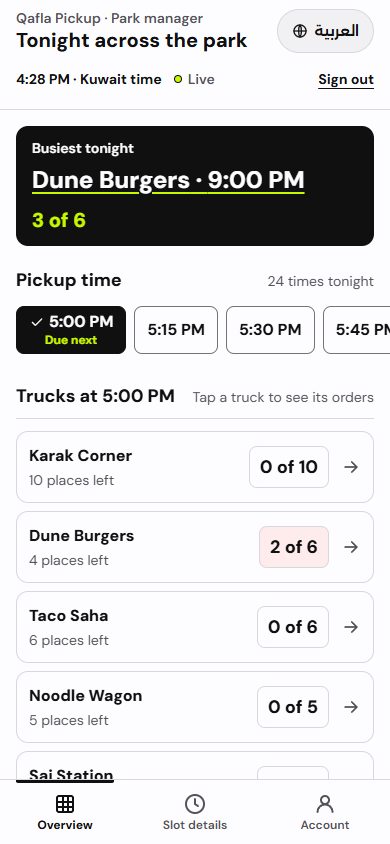 Qafla Pickup · Park manager
Tonight across the park
العربية
4:28 PM · Kuwait time
Live
Sign out
Busiest tonight
Dune Burgers · 9:00 PM
3 of 6
Pickup time
24 times tonight
5:00 PM
Due next
5:15 PM
5:30 PM
5:45 PM
Trucks at 5:00 PM
Tap a truck to see its orders
Karak Corner
10 places left
0 of 10
Dune Burgers
4 places left
2 of 6
Taco Saha
6 places left
0 of 6
Noodle Wagon
5 places left
0 of 5
Saj Station
Overview
Slot details
Account